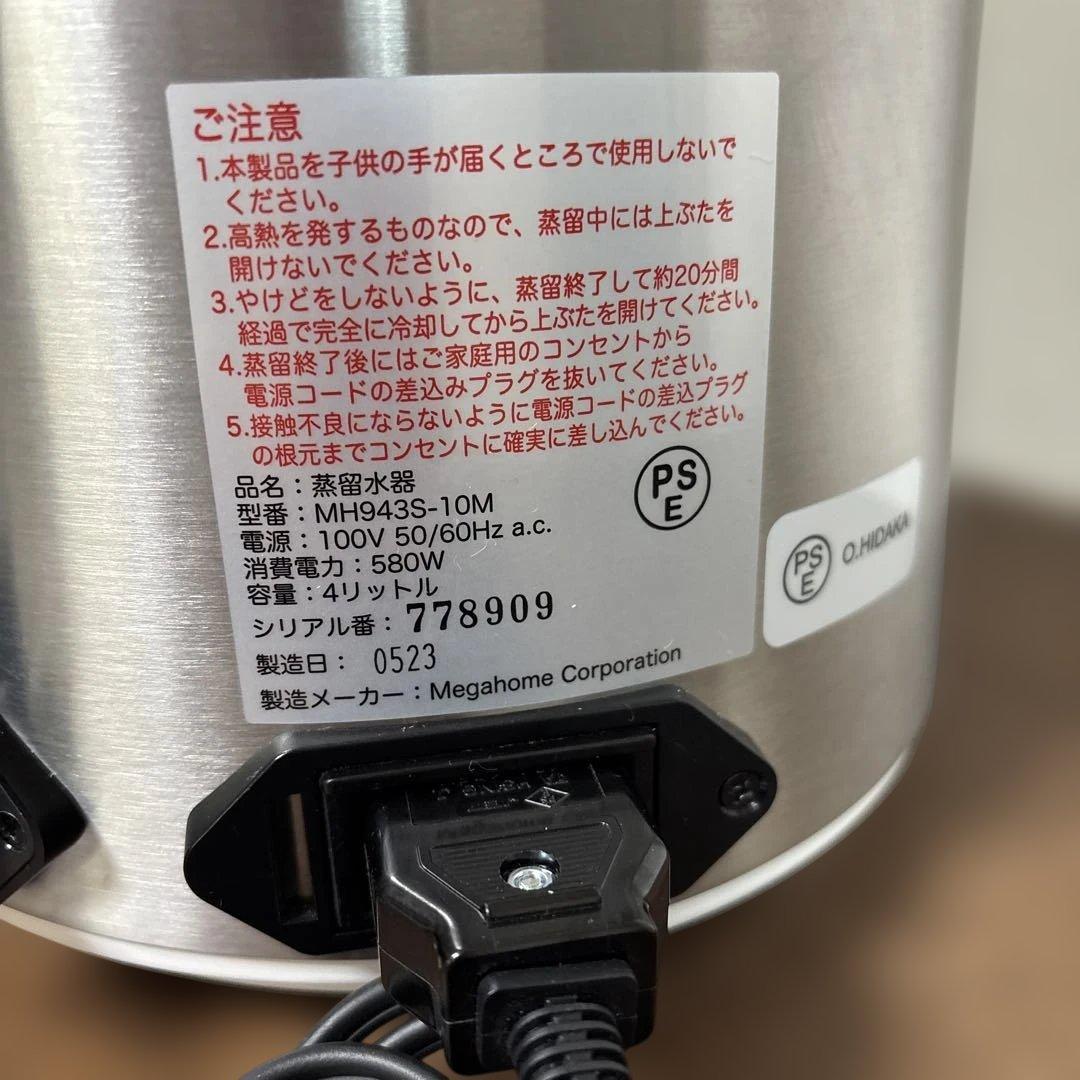 ご注意
1.本製品を子供の手が届くところで使用しないで
ください。
2.高熱を発するものなので、蒸留中には上ぶたを
開けないでください。
3.やけどをしないように、蒸留終了して約20分間
経過で完全に冷却してから上ぶたを開けてください。
4.蒸留終了後にはご家庭用のコンセントから
電源コードの差込みプラグを抜いてください。
5.接触不良にならないように電源コードの差込プラグ
の根元までコンセントに確実に差し込んでください。
品名：蒸留水器
型番：MH943S-10M
電源：100V 50/60Hz a.c.
消費電力：580W
容量：4リットル
シリアル番：778909
製造日： 0523
製造メーカー：Megahome Corporation
PS
E
PS
E
O.HIDAKA